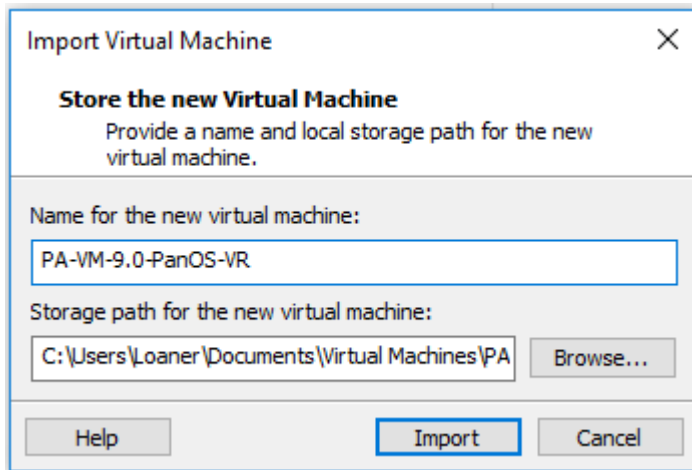 Import Virtual Machine
Store the new Virtual Machine
Provide a name and local storage path for the new
virtual machine.
Name for the new virtual machine:
PA-VM-9.0-PanOS-VR
Storage path for the new virtual machine:
C:\Users\Loaner\Documents\Virtual Machines\PA
Browse...
Help
Import
Cancel